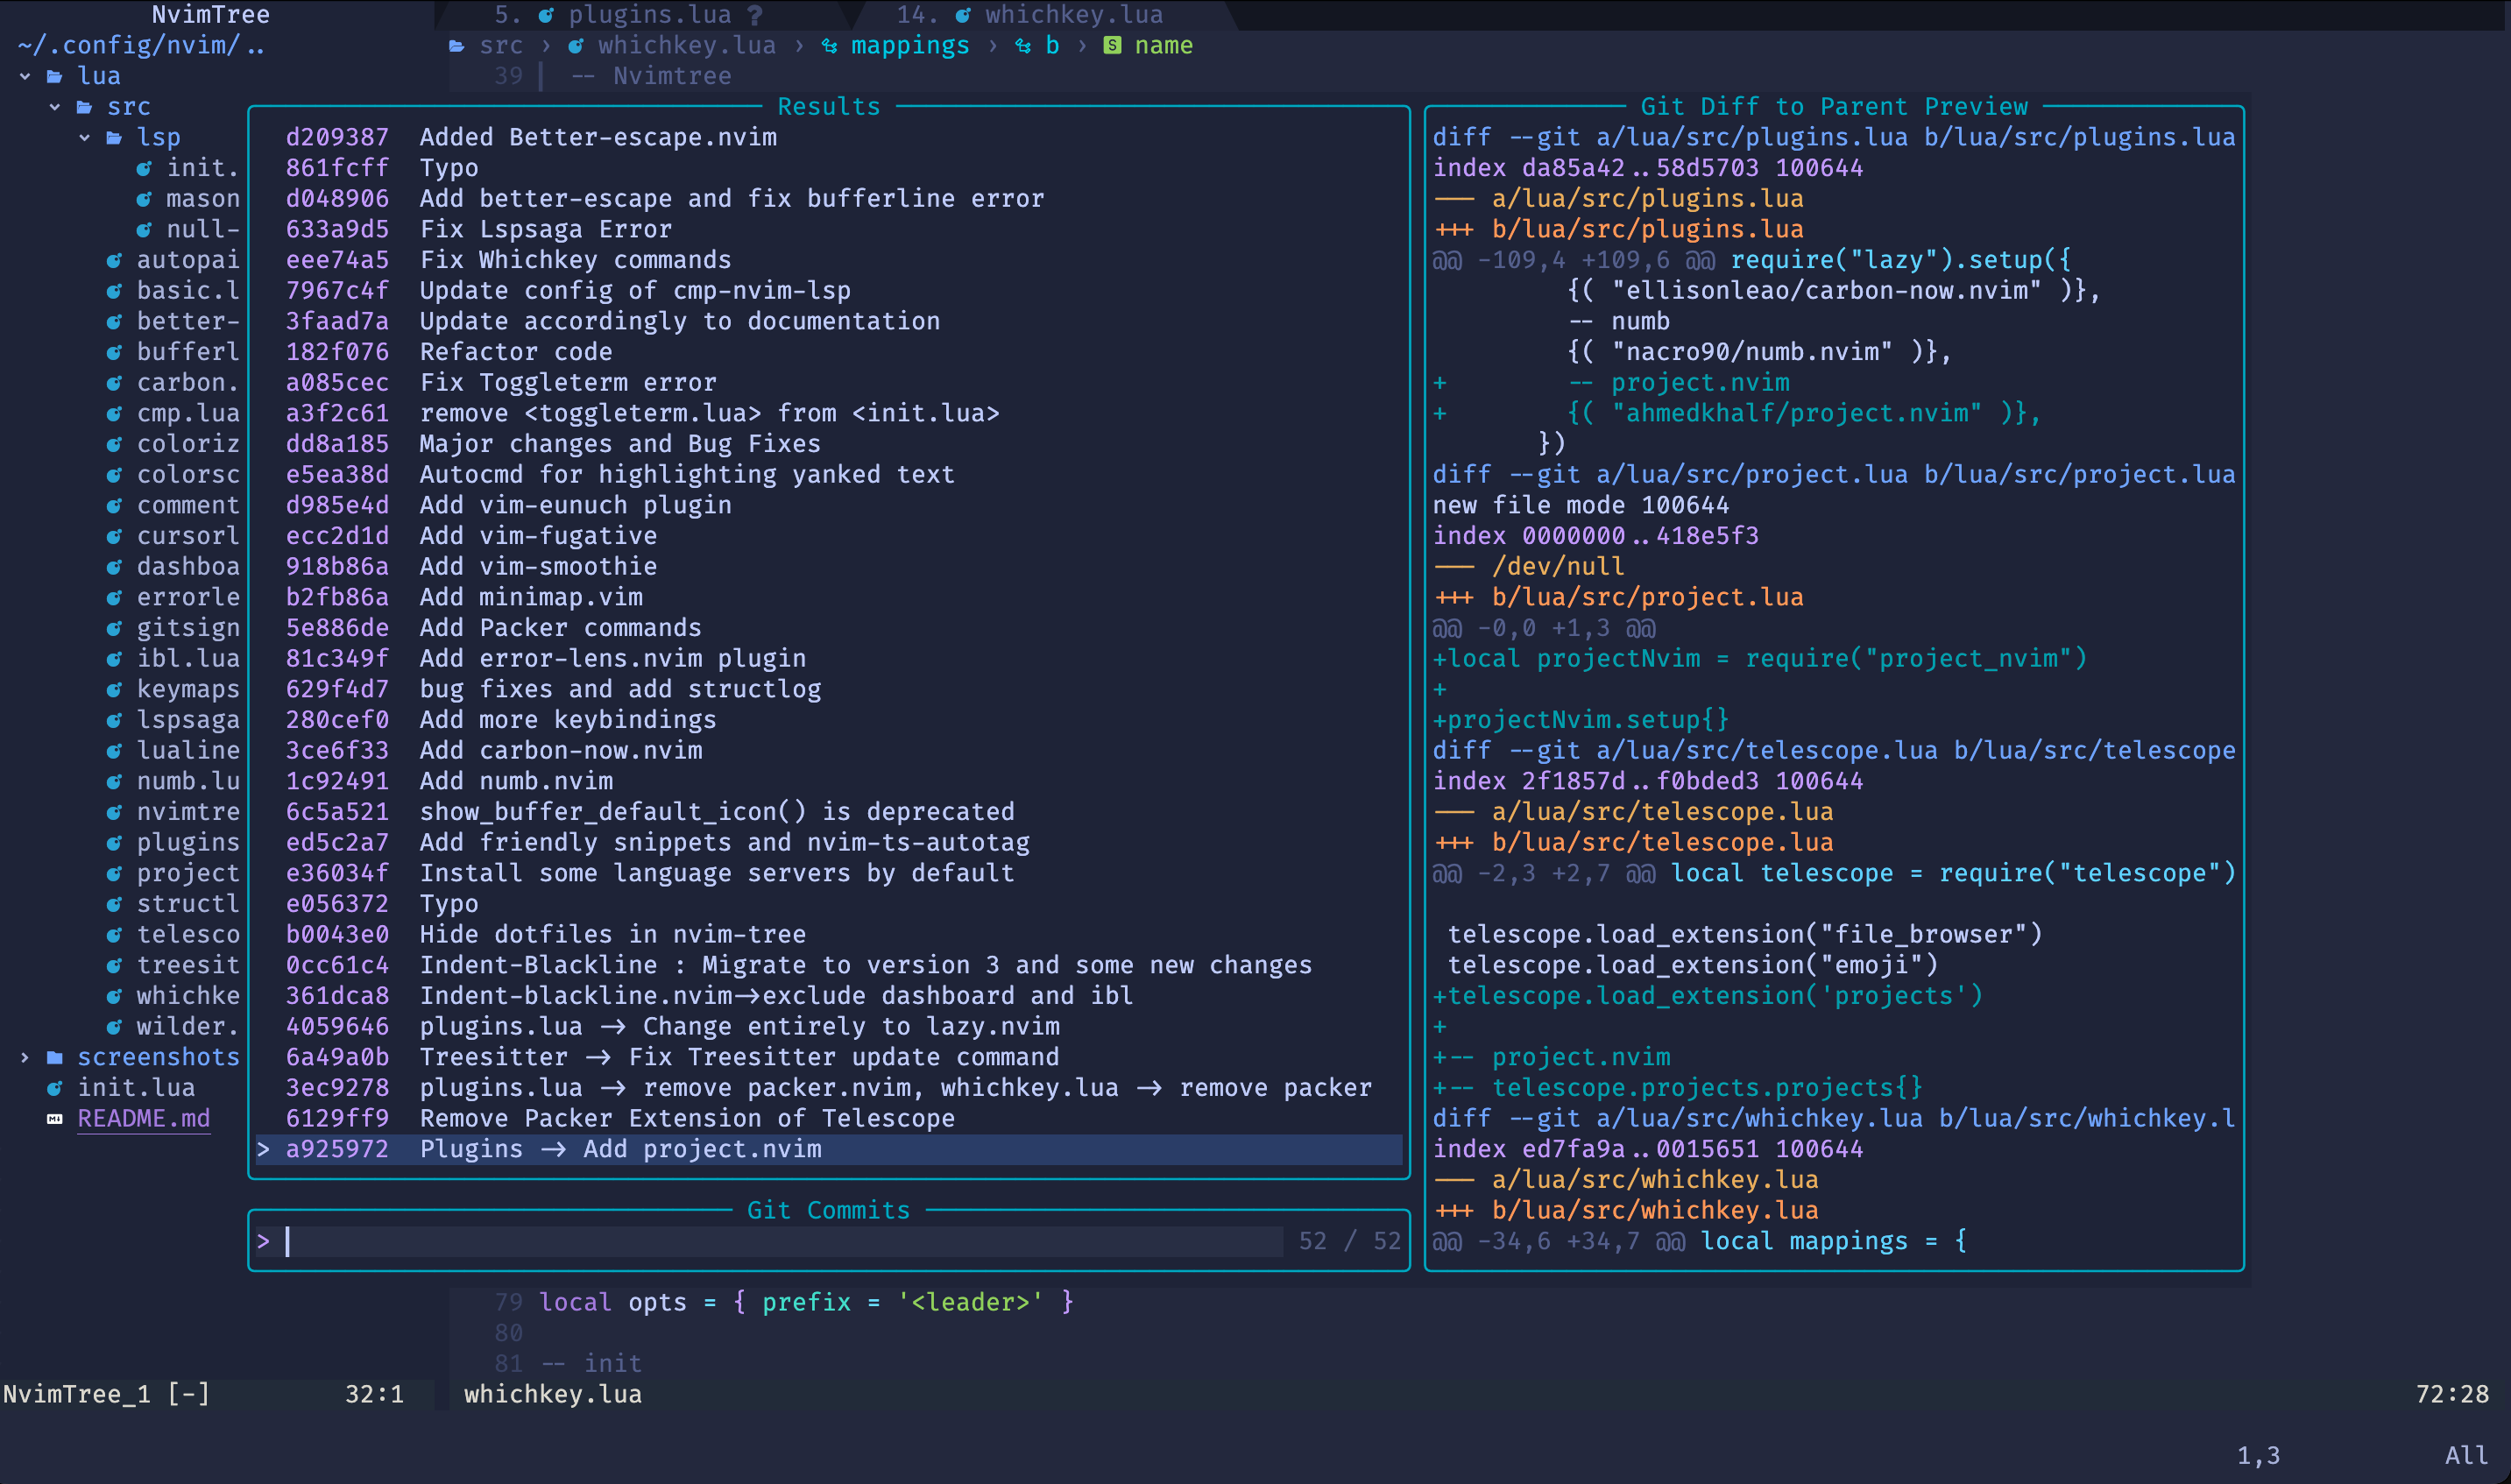 NvimTree
~/.config/nvim/..
lua
src
lsp
init.
mason
null-
autopai
basic.l
better-
bufferl
carbon.
cmp.lua
coloriz
colorsc
comment
cursorl
dashboa
errorle
gitsign
ibl.lua
keymaps
lspsaga
lualine
numb.lu
nvimtre
plugins
project
structl
telesco
treesit
whichke
wilder.
screenshots
init.lua
README.md
5. plugins.lua ? 14. whichkey.lua
src › whichkey.lua › mappings › b › S name
39 -- Nvimtree
Results
d209387 Added Better-escape.nvim
861fcff Typo
d048906 Add better-escape and fix bufferline error
633a9d5 Fix Lspsaga Error
eee74a5 Fix Whichkey commands
7967c4f Update config of cmp-nvim-lsp
3faad7a Update accordingly to documentation
182f076 Refactor code
a085cec Fix Toggleterm error
a3f2c61 remove <toggleterm.lua> from <init.lua>
dd8a185 Major changes and Bug Fixes
e5ea38d Autocmd for highlighting yanked text
d985e4d Add vim-eunuch plugin
ecc2d1d Add vim-fugative
918b86a Add vim-smoothie
b2fb86a Add minimap.vim
5e886de Add Packer commands
81c349f Add error-lens.nvim plugin
629f4d7 bug fixes and add structlog
280cef0 Add more keybindings
3ce6f33 Add carbon-now.nvim
1c92491 Add numb.nvim
6c5a521 show_buffer_default_icon() is deprecated
ed5c2a7 Add friendly snippets and nvim-ts-autotag
e36034f Install some language servers by default
e056372 Typo
b0043e0 Hide dotfiles in nvim-tree
0cc61c4 Indent-Blackline : Migrate to version 3 and some new changes
361dca8 Indent-blackline.nvim->exclude dashboard and ibl
4059646 plugins.lua -> Change entirely to lazy.nvim
6a49a0b Treesitter -> Fix Treesitter update command
3ec9278 plugins.lua -> remove packer.nvim, whichkey.lua -> remove packer
6129ff9 Remove Packer Extension of Telescope
> a925972 Plugins -> Add project.nvim
Git Commits
> 52 / 52
Git Diff to Parent Preview
diff --git a/lua/src/plugins.lua b/lua/src/plugins.lua
index da85a42..58d5703 100644
--- a/lua/src/plugins.lua
+++ b/lua/src/plugins.lua
@@ -109,4 +109,6 @@ require("lazy").setup({
{( "ellisonleao/carbon-now.nvim" )},
-- numb
{( "nacro90/numb.nvim" )},
+ -- project.nvim
+ {( "ahmedkhalf/project.nvim" )},
})
diff --git a/lua/src/project.lua b/lua/src/project.lua
new file mode 100644
index 0000000..418e5f3
--- /dev/null
+++ b/lua/src/project.lua
@@ -0,0 +1,3 @@
+local projectNvim = require("project_nvim")
+
+projectNvim.setup{}
diff --git a/lua/src/telescope.lua b/lua/src/telescope
index 2f1857d..f0bded3 100644
--- a/lua/src/telescope.lua
+++ b/lua/src/telescope.lua
@@ -2,3 +2,7 @@ local telescope = require("telescope")
telescope.load_extension("file_browser")
telescope.load_extension("emoji")
+telescope.load_extension('projects')
+
+-- project.nvim
+-- telescope.projects.projects{}
diff --git a/lua/src/whichkey.lua b/lua/src/whichkey.l
index ed7fa9a..0015651 100644
--- a/lua/src/whichkey.lua
+++ b/lua/src/whichkey.lua
@@ -34,6 +34,7 @@ local mappings = {
79 local opts = { prefix = '<leader>' }
80
81 -- init
NvimTree_1 [-] 32:1 whichkey.lua 72:28
1,3 All